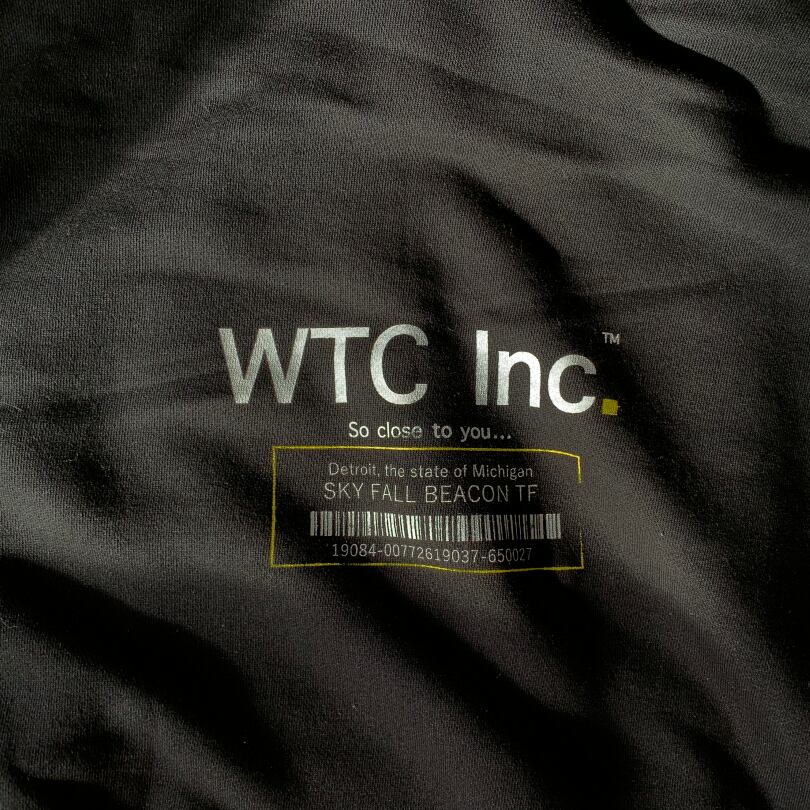 WTC Inc.™
So close to you...
Detroit, the state of Michigan
SKY FALL BEACON TF
19084-00772619037-650027